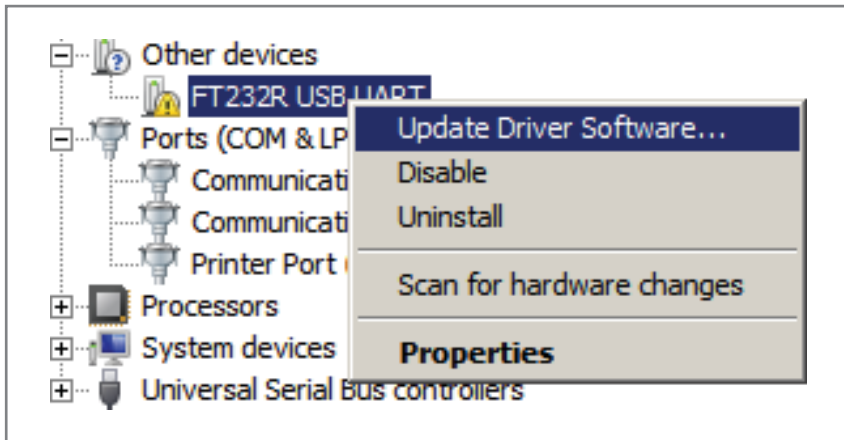 Other devices
FT232R USB UART
Ports (COM & LP
Communicati
Communicati
Printer Port
Processors
System devices
Universal Serial Bus controllers
Update Driver Software...
Disable
Uninstall
Scan for hardware changes
Properties